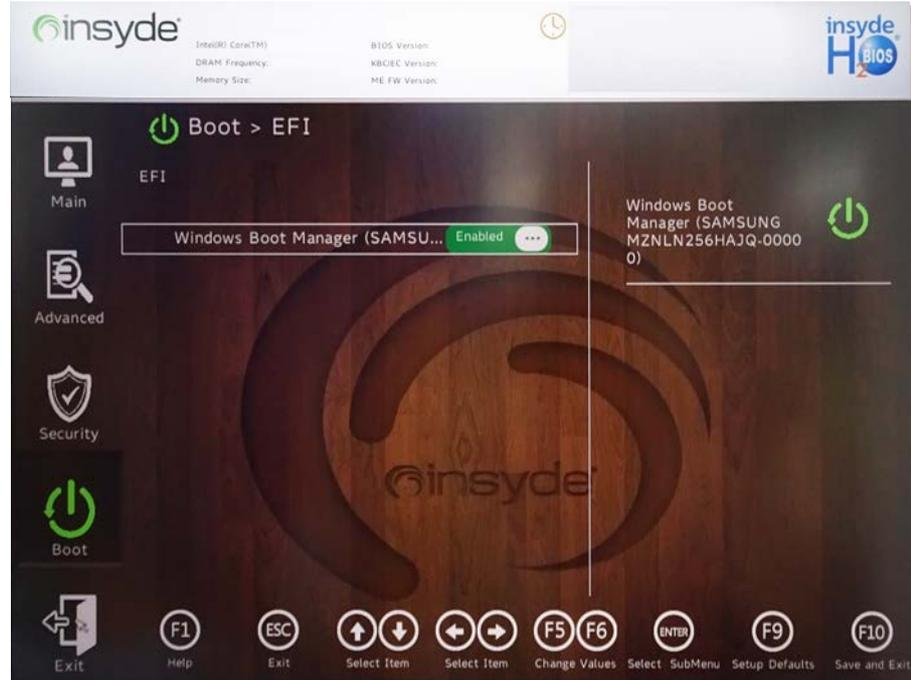 insyde
Intel(R) Core(TM)
DRAM Frequency:
Memory Size:
BIOS Version:
KBC/EC Version:
ME FW Version:
insyde
H2O
BIOS
Boot > EFI
EFI
Main
Advanced
Security
Boot
Exit
Windows Boot Manager (SAMSU... Enabled
Windows Boot
Manager (SAMSUNG
MZNLN256HAJQ-0000
0)
insyde
F1
Help
ESC
Exit
Select Item
Select Item
F5 F6
Change Values
ENTER
Select SubMenu
F9
Setup Defaults
F10
Save and Exit